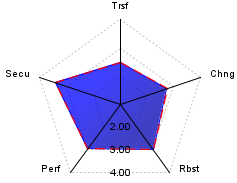 Trsf
Secu
Chng
2.00
3.00
Perf
Rbst
4.00